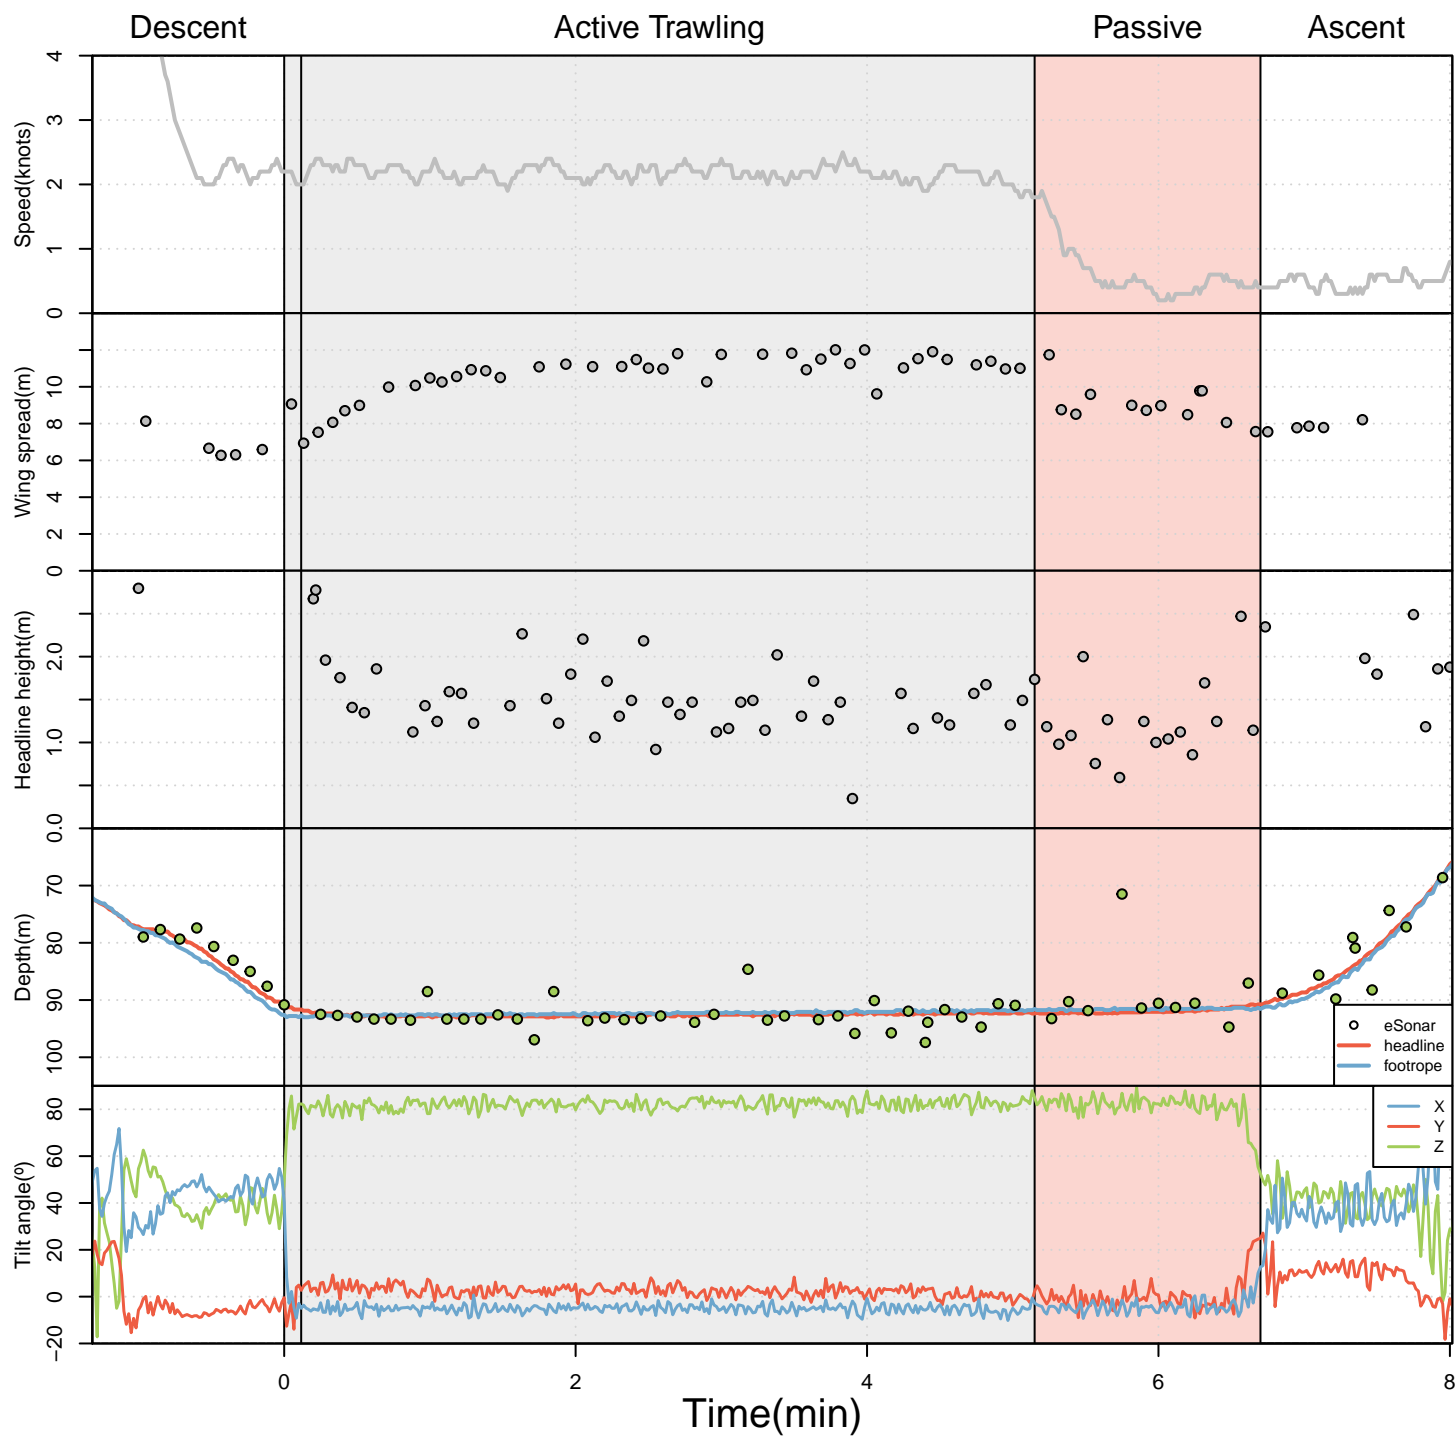 Descent Active Trawling Passive Ascent
Speed(knots)
4
3
2
1
0
Wing spread(m)
10
8
6
4
2
0
Headline height(m)
2.0
1.0
0.0
Depth(m)
70
80
90
100
eSonar
headline
footrope
Tilt angle(º)
80
60
40
20
0
−20
X
Y
Z
0 2 4 6 8
Time(min)